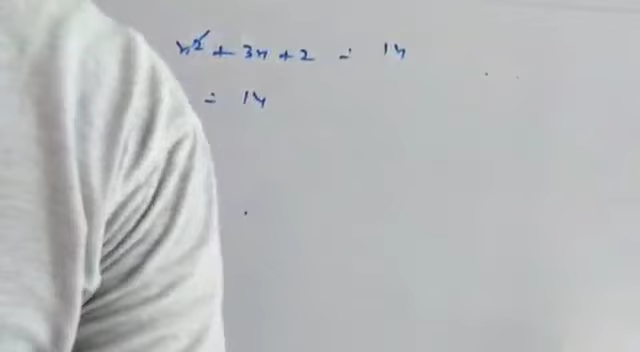 x² + 3x + 2 = 14
= 14